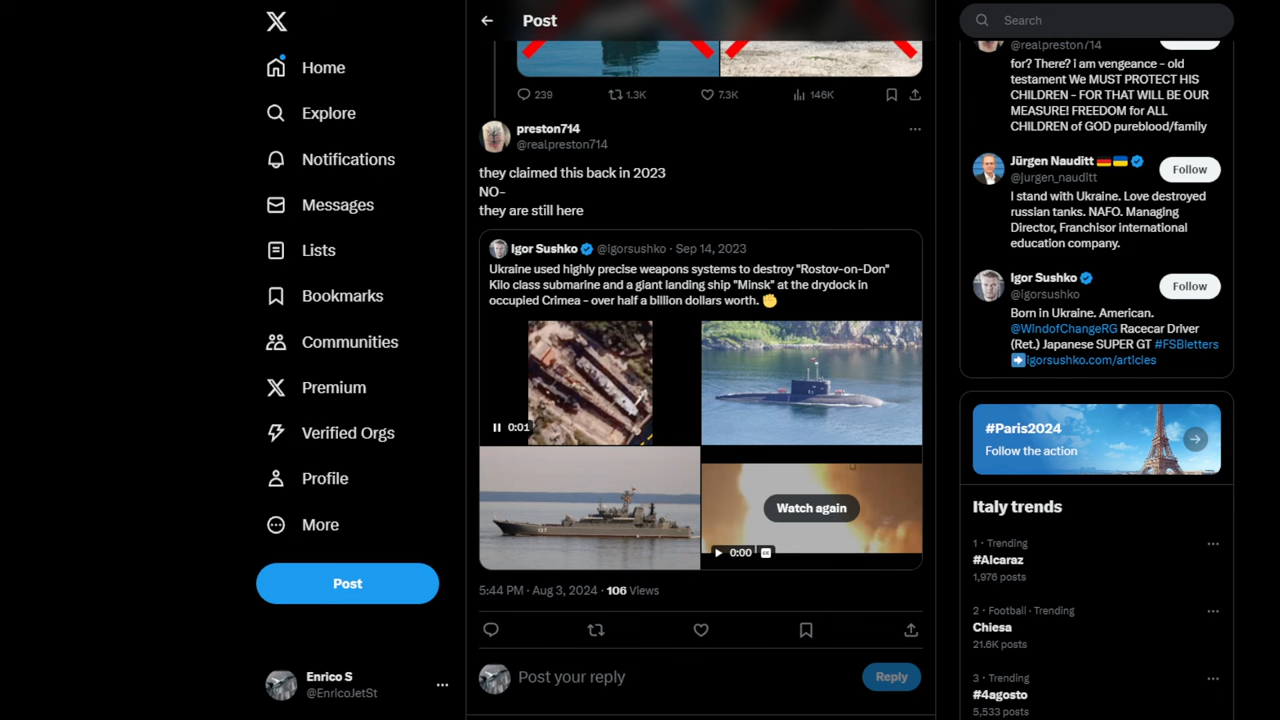 Home
Explore
Notifications
Messages
Lists
Bookmarks
Communities
Premium
Verified Orgs
Profile
More
Post
Enrico S
@EnricoJetSt
Post
239
1.3K
7.3K
146K
preston714
@realpreston714
they claimed this back in 2023
NO-
they are still here
Igor Sushko @igorsushko · Sep 14, 2023
Ukraine used highly precise weapons systems to destroy "Rostov-on-Don"
Kilo class submarine and a giant landing ship "Minsk" at the drydock in
occupied Crimea - over half a billion dollars worth. ✊
0:01
127
Watch again
0:00
5:44 PM · Aug 3, 2024 · 106 Views
Post your reply
Reply
Search
@realpreston714
for? There? i am vengeance - old
testament We MUST PROTECT HIS
CHILDREN - FOR THAT WILL BE OUR
MEASURE! FREEDOM for ALL
CHILDREN of GOD pureblood/family
Jürgen Nauditt 🇩🇪🇺🇦
Follow
@jurgen_nauditt
I stand with Ukraine. Love destroyed
russian tanks. NAFO. Managing
Director, Franchisor international
education company.
Igor Sushko
Follow
@igorsushko
Born in Ukraine. American.
@WindofChangeRG Racecar Driver
(Ret.) Japanese SUPER GT #FSBletters
➡️igorsushko.com/articles
#Paris2024
Follow the action
Italy trends
1 · Trending
#Alcaraz
1,976 posts
2 · Football · Trending
Chiesa
21.6K posts
3 · Trending
#4agosto
5,533 posts